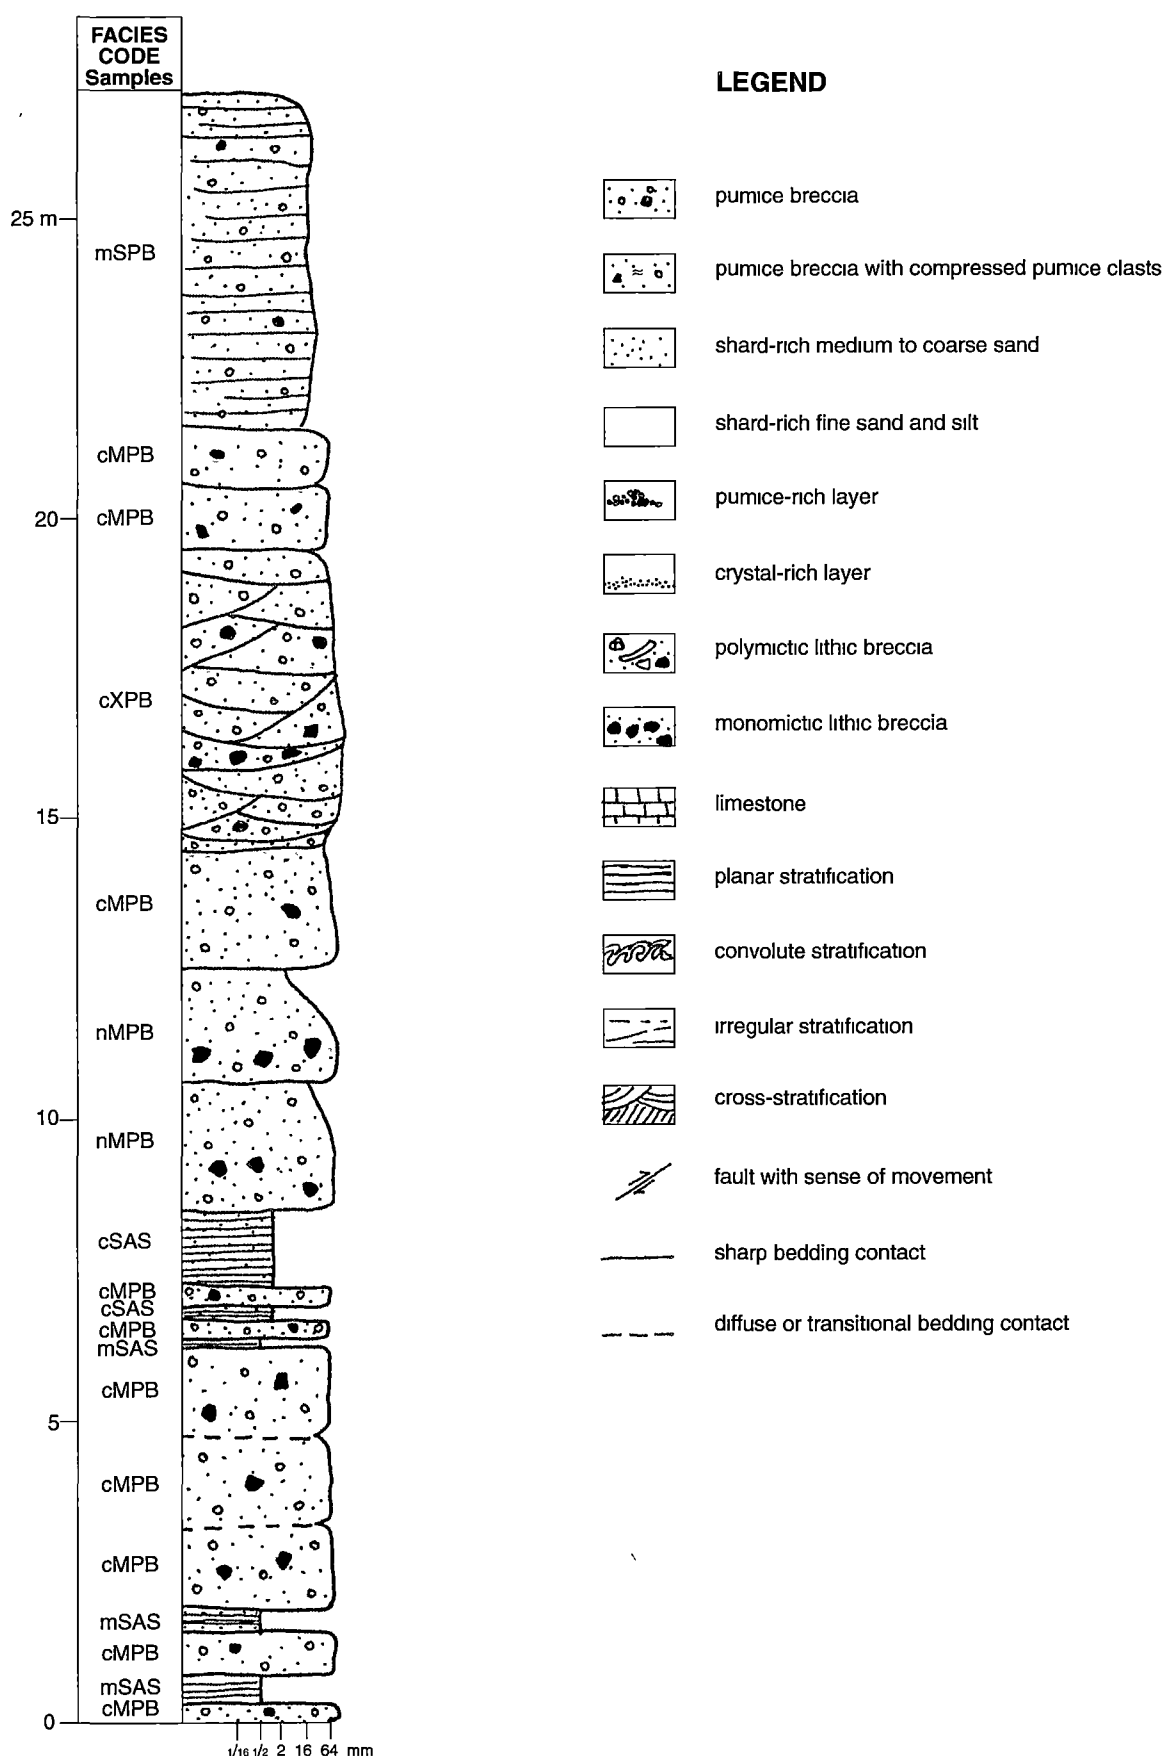 FACIES
CODE
Samples
25 m
mSPB
cMPB
20
cMPB
cXPB
15
cMPB
nMPB
10
nMPB
cSAS
cMPB
cSAS
cMPB
mSAS
cMPB
5
cMPB
cMPB
mSAS
cMPB
mSAS
cMPB
0
1/16 1/2 2 16 64 mm
LEGEND
pumice breccia
pumice breccia with compressed pumice clasts
shard-rich medium to coarse sand
shard-rich fine sand and silt
pumice-rich layer
crystal-rich layer
polymictic lithic breccia
monomictic lithic breccia
limestone
planar stratification
convolute stratification
irregular stratification
cross-stratification
fault with sense of movement
sharp bedding contact
diffuse or transitional bedding contact